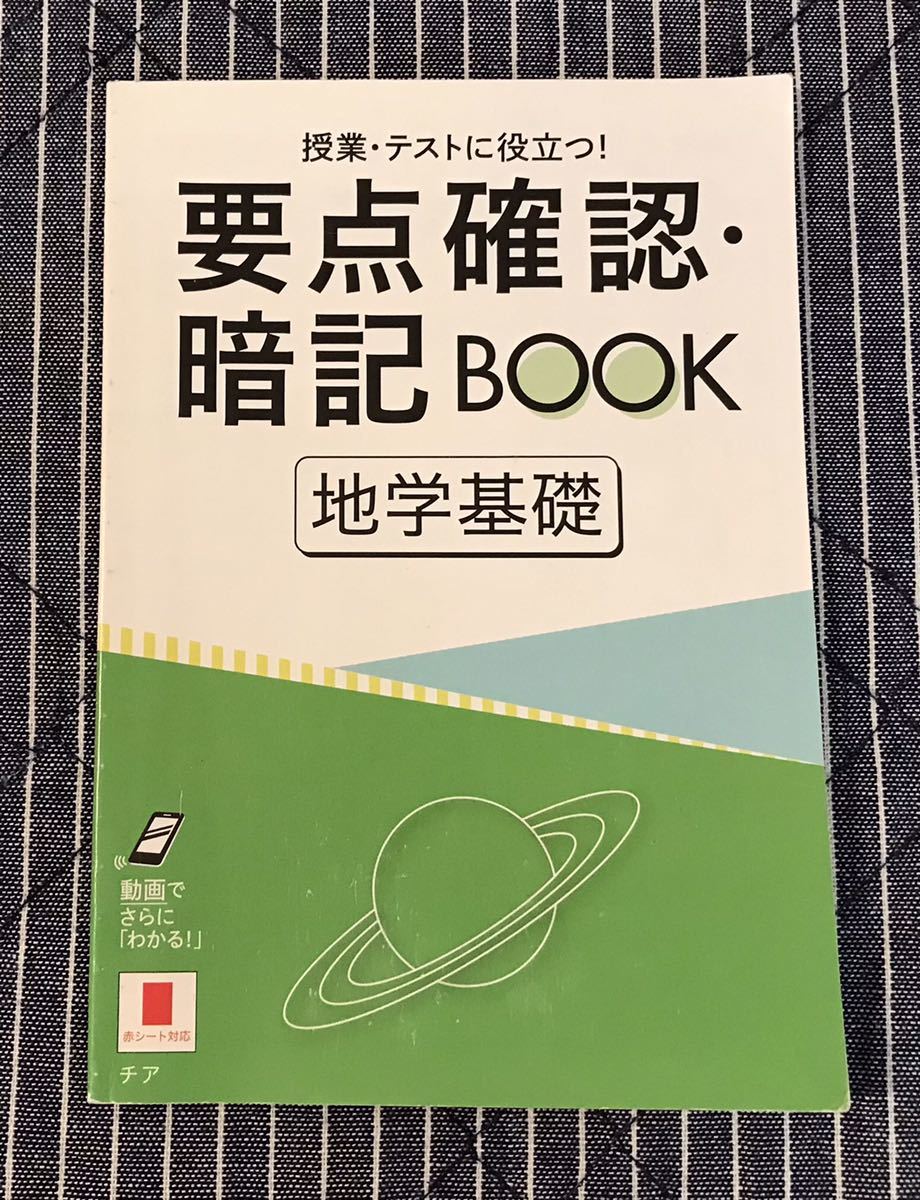 授業・テストに役立つ!
要点確認・
暗記BOOK
地学基礎
動画で
さらに
「わかる!」
赤シート対応
チア